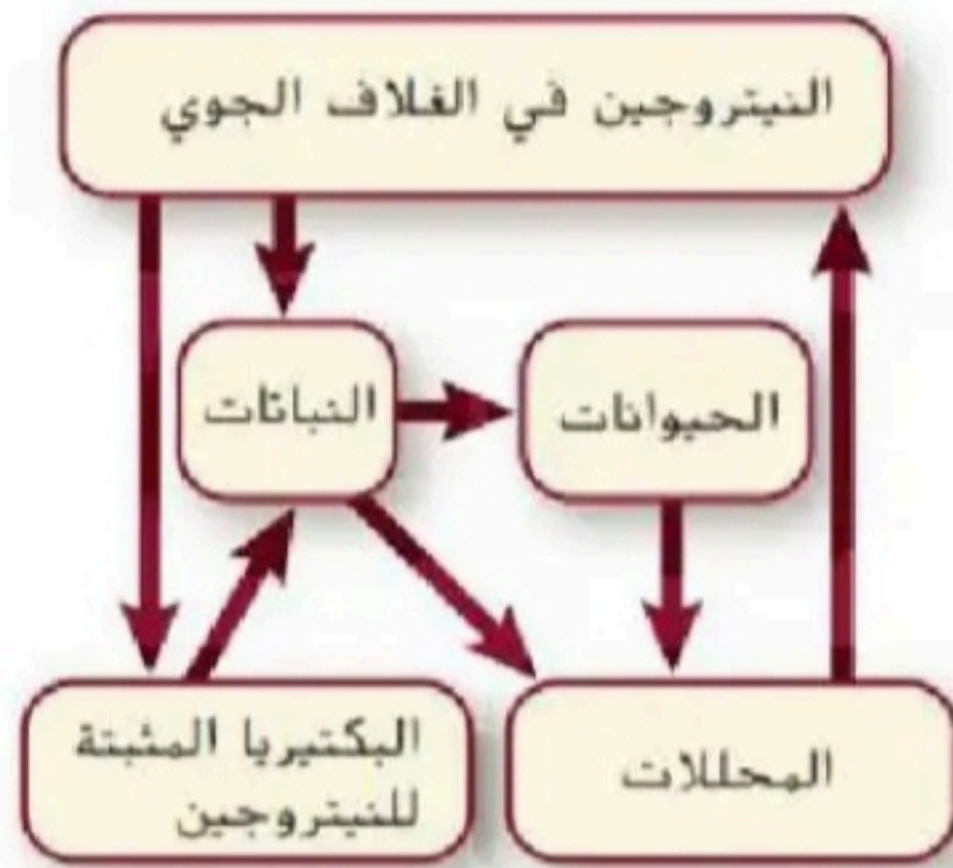 النيتروجين في الغلاف الجوي
النباتات
الحيوانات
البكتيريا المثبتة
للنيتروجين
المحللات